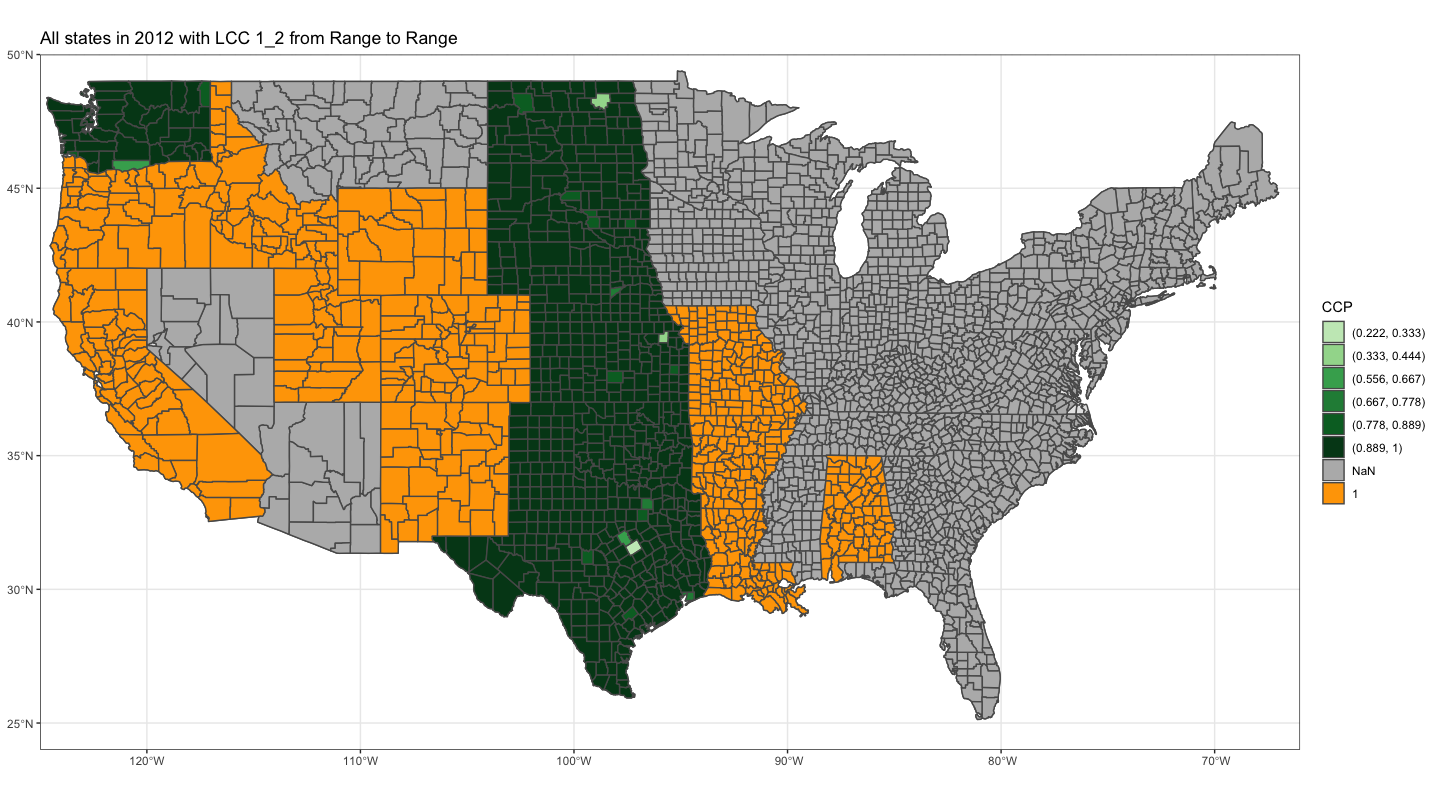 All states in 2012 with LCC 1_2 from Range to Range
50°N
45°N
40°N
35°N
30°N
25°N
120°W
110°W
100°W
90°W
80°W
70°W
CCP
(0.222, 0.333)
(0.333, 0.444)
(0.556, 0.667)
(0.667, 0.778)
(0.778, 0.889)
(0.889, 1)
NaN
1